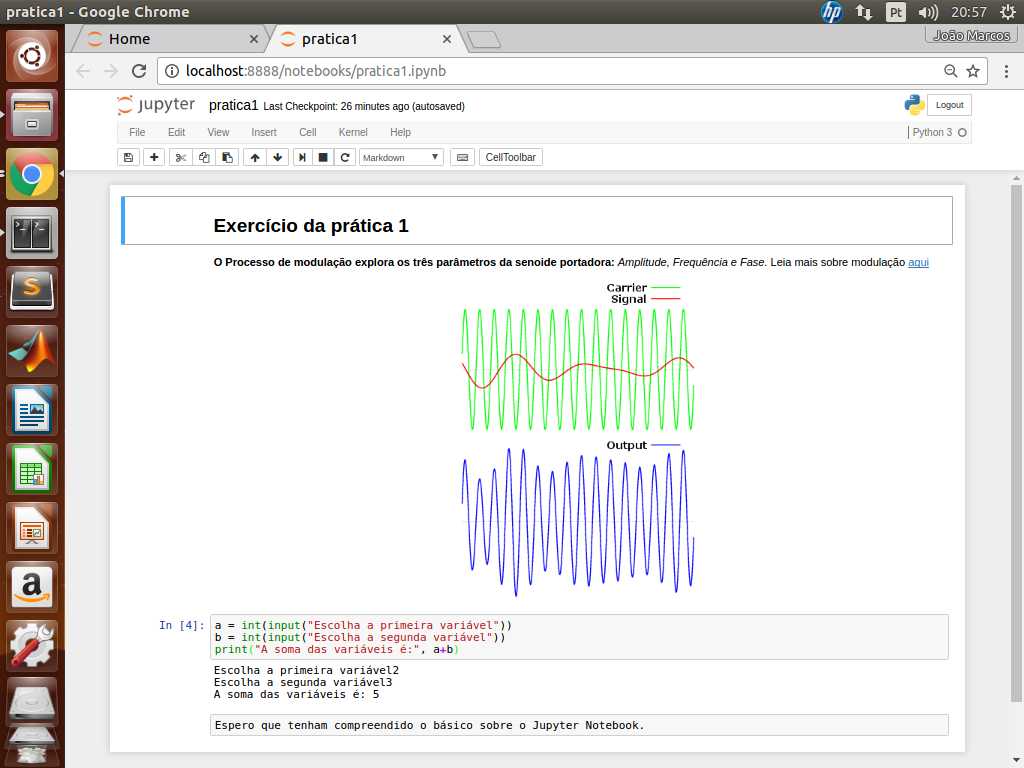 pratica1 - Google Chrome
hp
Pt
20:57
Home
pratica1
João Marcos
localhost:8888/notebooks/pratica1.ipynb
jupyter
pratica1 Last Checkpoint: 26 minutes ago (autosaved)
Logout
File Edit View Insert Cell Kernel Help
Python 3
Markdown
CellToolbar
Exercício da prática 1
O Processo de modulação explora os três parâmetros da senoide portadora: Amplitude, Frequência e Fase. Leia mais sobre modulação aqui
Carrier
Signal
Output
In [4]:
a = int(input("Escolha a primeira variável"))
b = int(input("Escolha a segunda variável"))
print("A soma das variáveis é:", a+b)
Escolha a primeira variável2
Escolha a segunda variável3
A soma das variáveis é: 5
Espero que tenham compreendido o básico sobre o Jupyter Notebook.